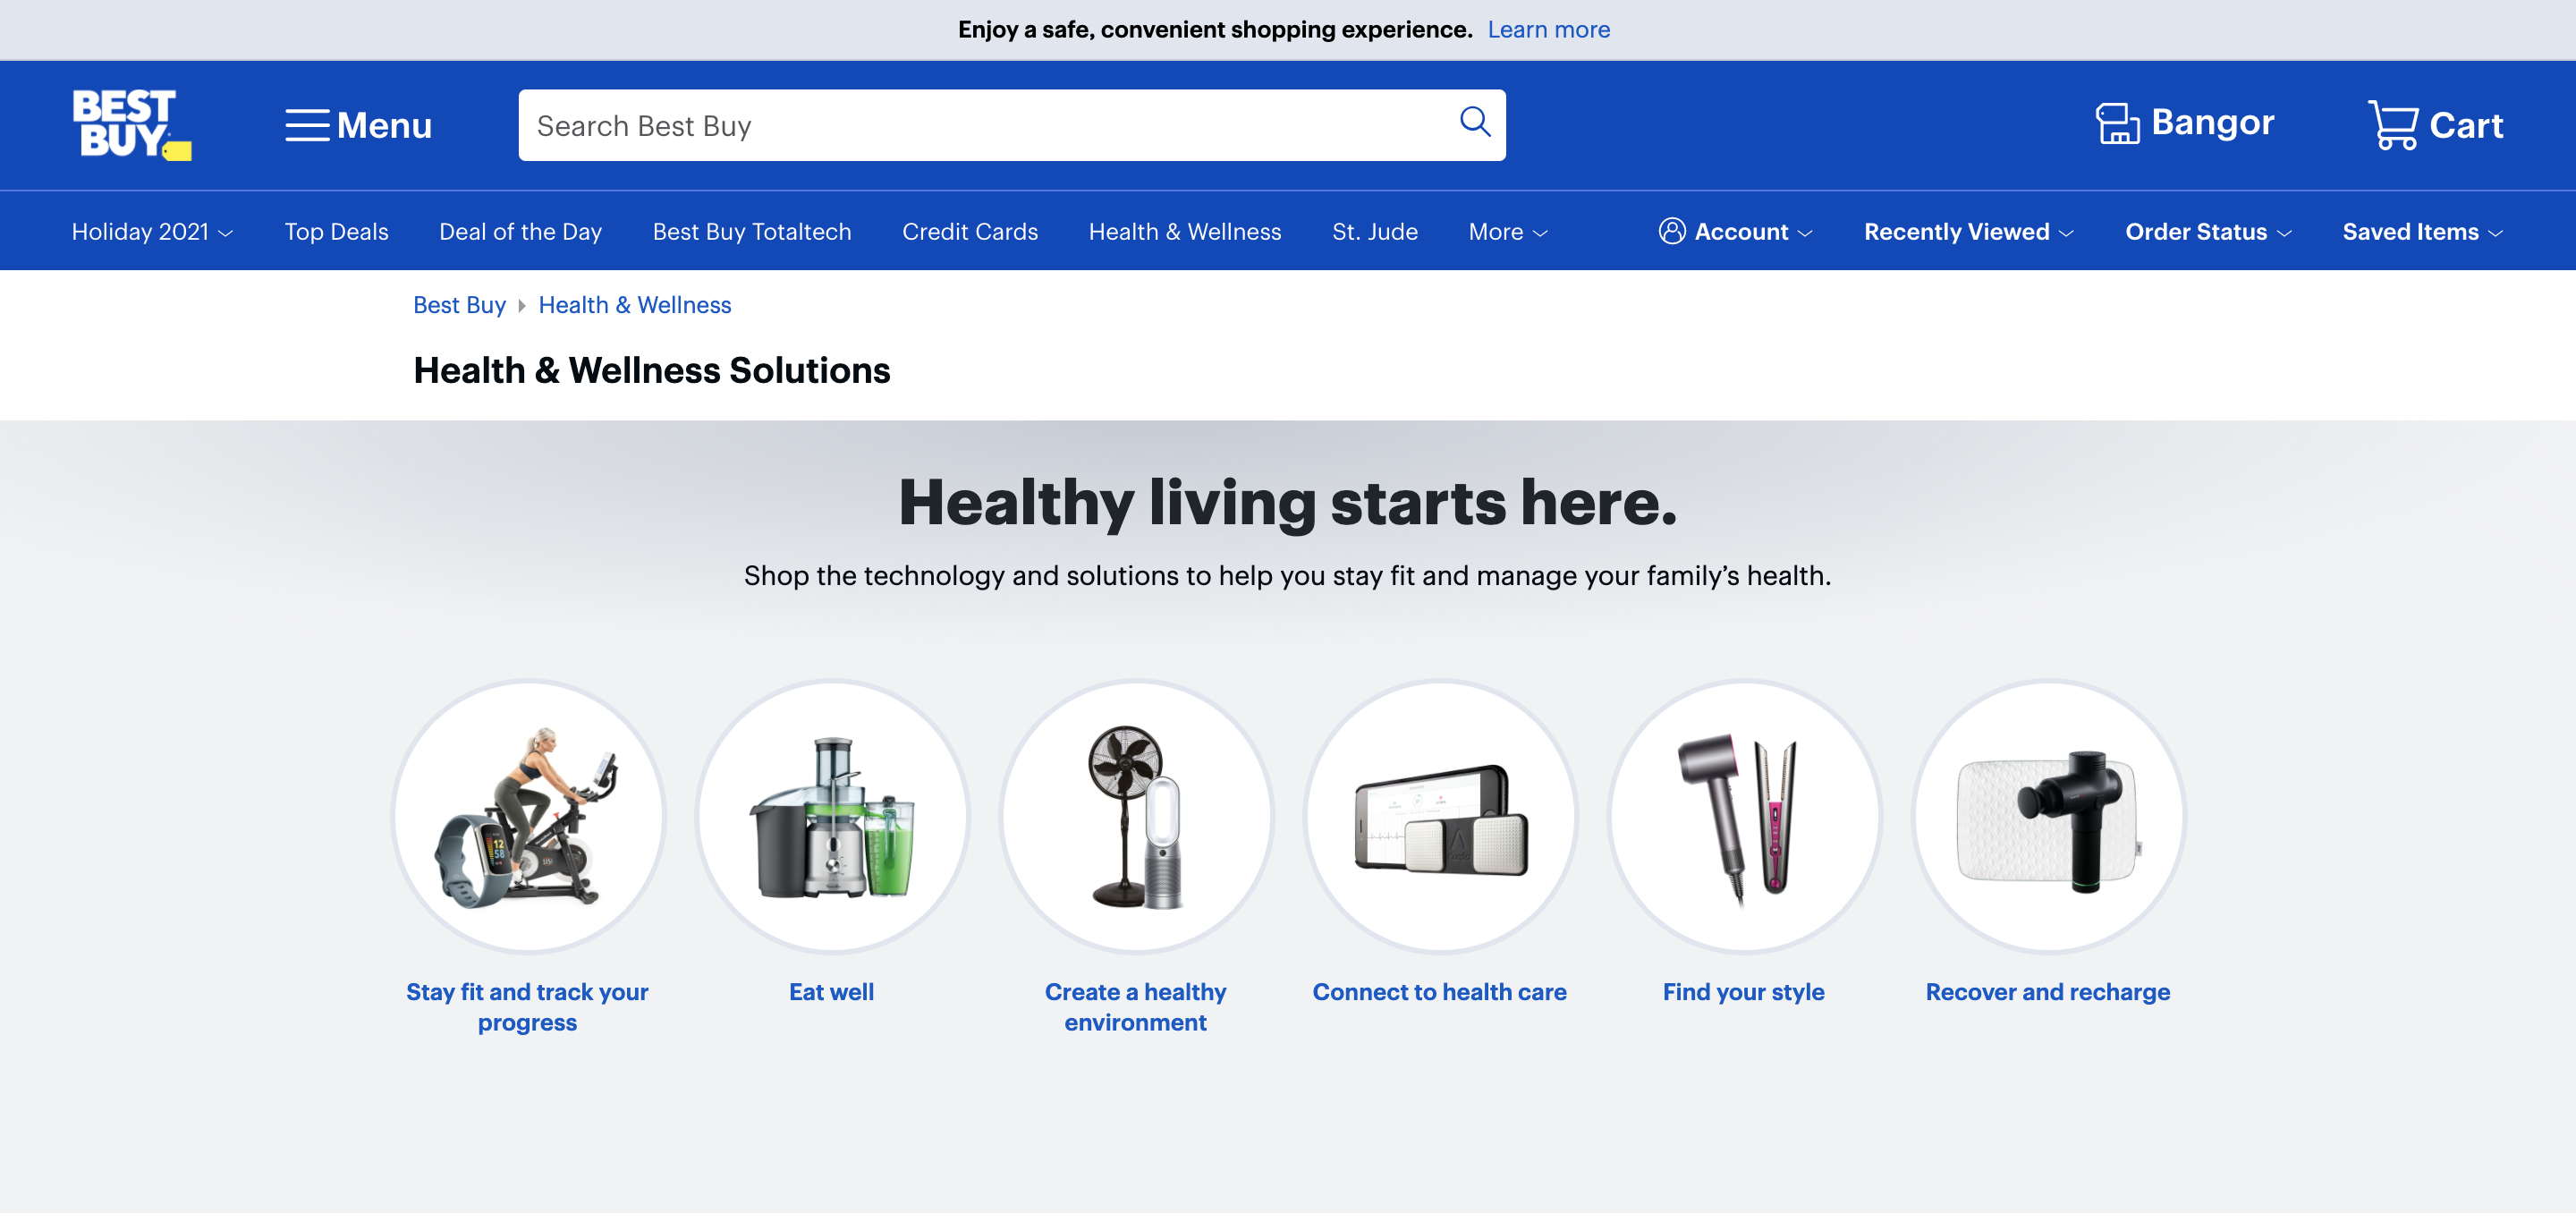 Enjoy a safe, convenient shopping experience. Learn more
BEST
BUY
Menu
Search Best Buy
Bangor
Cart
Holiday 2021
Top Deals
Deal of the Day
Best Buy Totaltech
Credit Cards
Health & Wellness
St. Jude
More
Account
Recently Viewed
Order Status
Saved Items
Best Buy
Health & Wellness
Health & Wellness Solutions
Healthy living starts here.
Shop the technology and solutions to help you stay fit and manage your family’s health.
12
58
Stay fit and track your
progress
Eat well
Create a healthy
environment
Connect to health care
Find your style
Recover and recharge